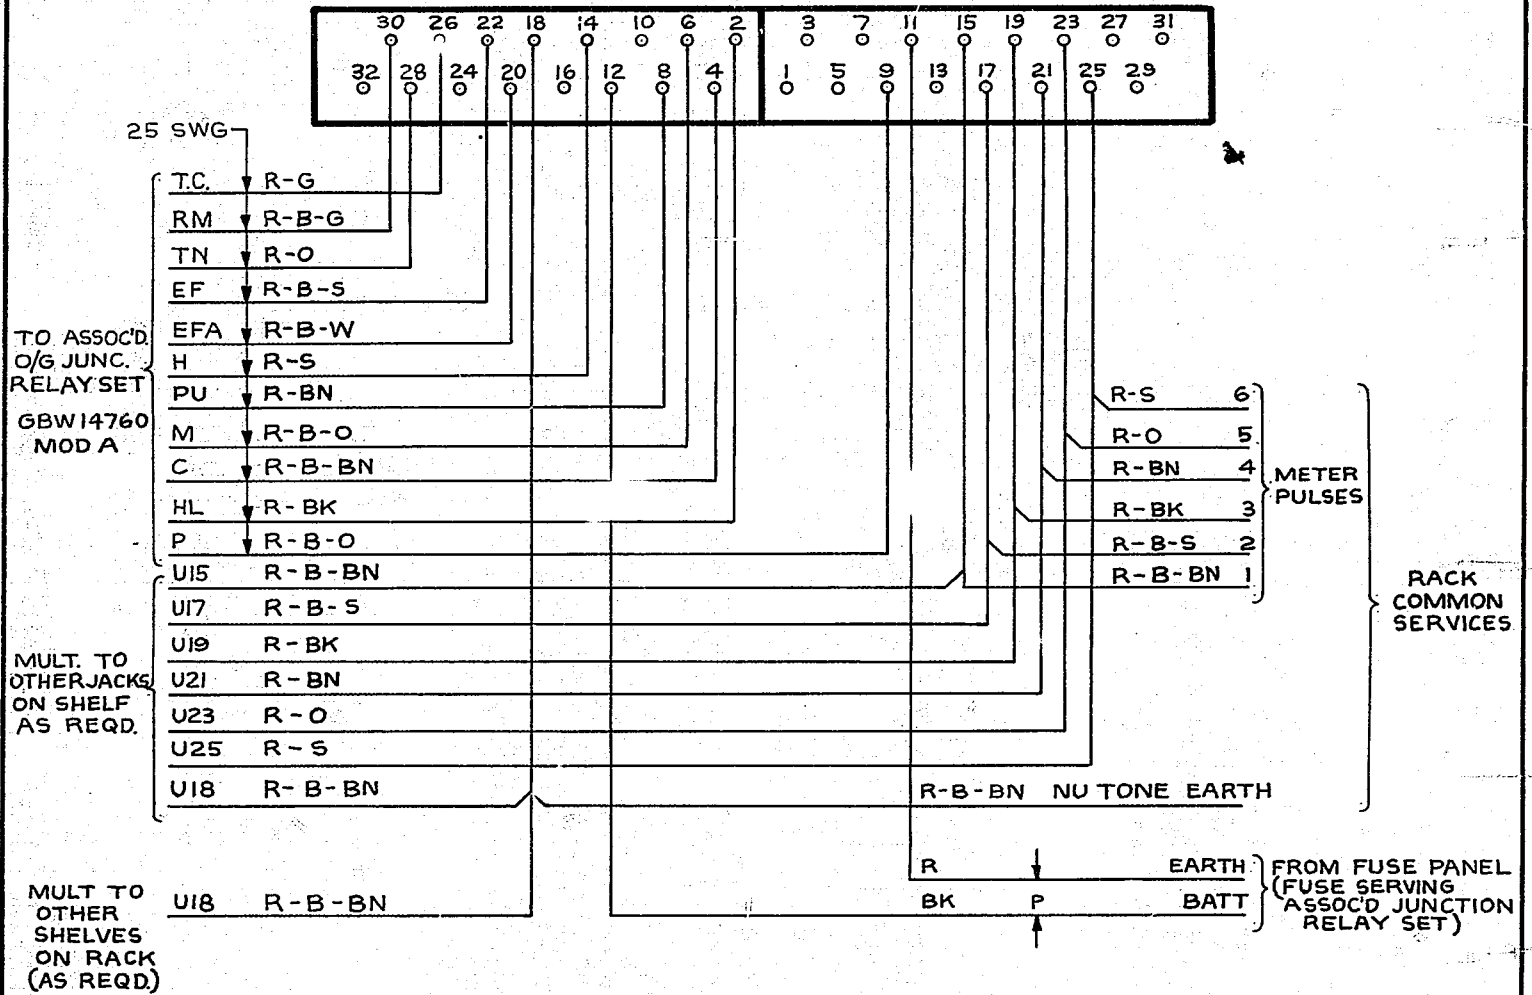 30 26 22 18 14 10 6 2 3 7 11 15 19 23 27 31
32 28 24 20 16 12 8 4 1 5 9 13 17 21 25 29
25 SWG
T.C. R-G
RM R-B-G
TN R-O
EF R-B-S
EFA R-B-W
H R-S
PU R-BN
M R-B-O
C R-B-BN
HL R-BK
P R-B-O
TO ASSOC'D.
O/G JUNC.
RELAY SET
GBW14760
MOD A
U15 R-B-BN
U17 R-B-S
U19 R-BK
U21 R-BN
U23 R-O
U25 R-S
U18 R-B-BN
MULT. TO
OTHER JACKS
ON SHELF
AS REQD.
R-S 6
R-O 5
R-BN 4
R-BK 3
R-B-S 2
R-B-BN 1
METER
PULSES
RACK
COMMON
SERVICES
R-B-BN NU TONE EARTH
R EARTH
BK P BATT
FROM FUSE PANEL
(FUSE SERVING
ASSOC'D JUNCTION
RELAY SET)
U18 R-B-BN
MULT TO
OTHER
SHELVES
ON RACK
(AS REQD.)